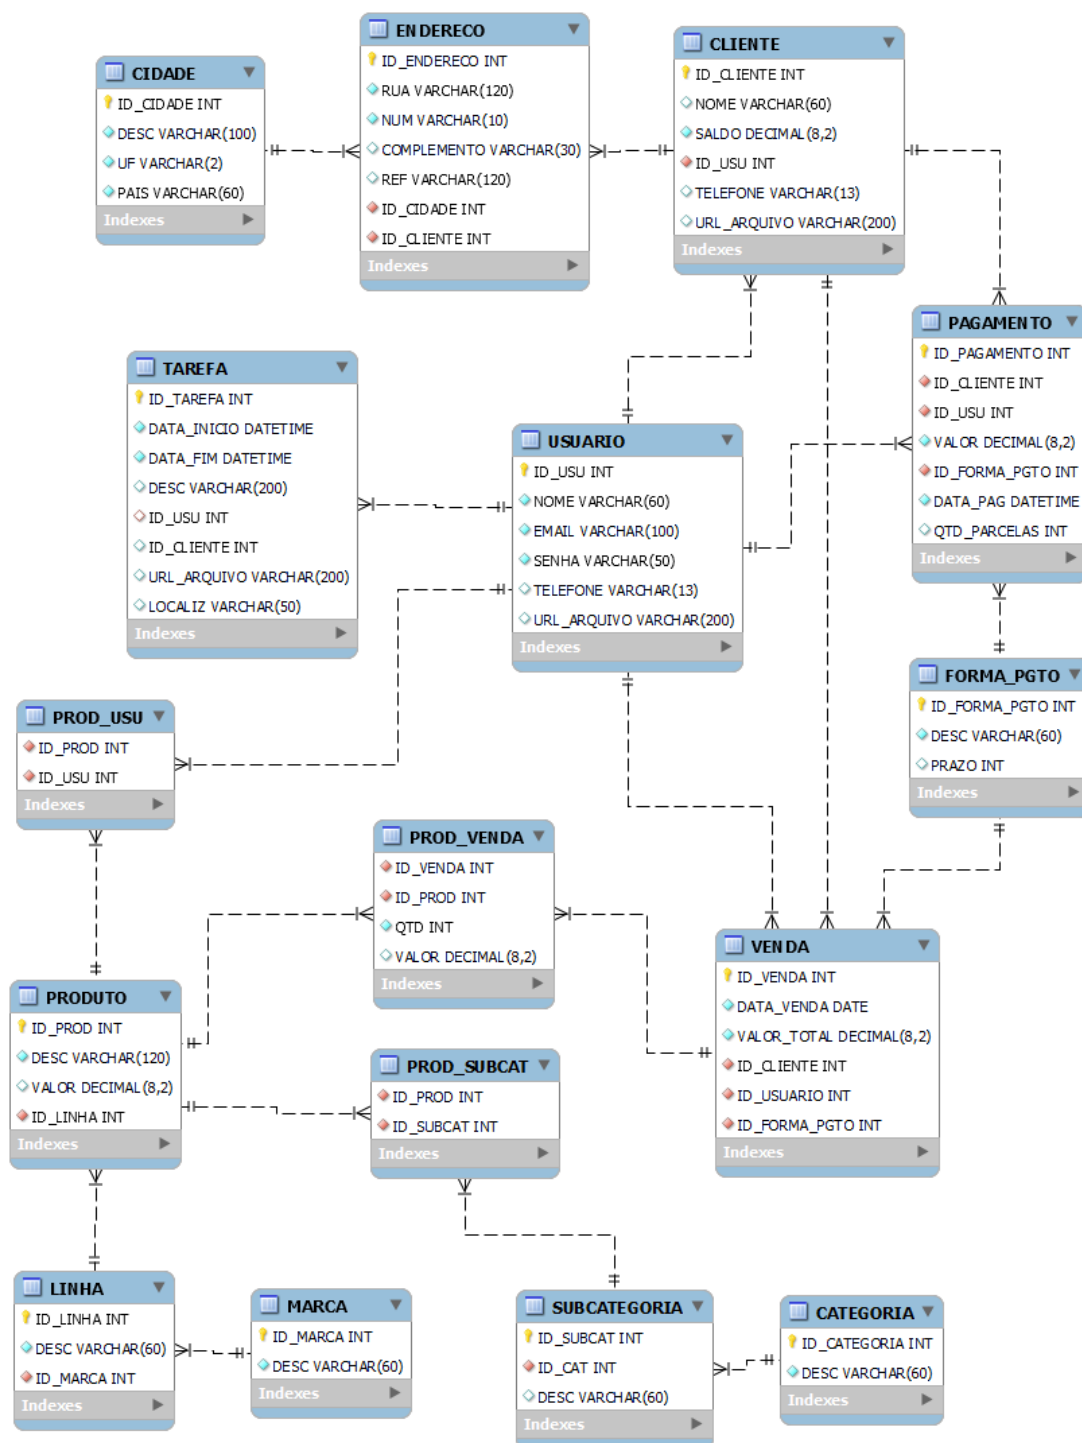 CIDADE
ID_CIDADE INT
DESC VARCHAR(100)
UF VARCHAR(2)
PAIS VARCHAR(60)
Indexes
ENDERECO
ID_ENDERECO INT
RUA VARCHAR(120)
NUM VARCHAR(10)
COMPLEMENTO VARCHAR(30)
REF VARCHAR(120)
ID_CIDADE INT
ID_CLIENTE INT
Indexes
CLIENTE
ID_CLIENTE INT
NOME VARCHAR(60)
SALDO DECIMAL(8,2)
ID_USU INT
TELEFONE VARCHAR(13)
URL_ARQUIVO VARCHAR(200)
Indexes
PAGAMENTO
ID_PAGAMENTO INT
ID_CLIENTE INT
ID_USU INT
VALOR DECIMAL(8,2)
ID_FORMA_PGTO INT
DATA_PAG DATETIME
QTD_PARCELAS INT
Indexes
TAREFA
ID_TAREFA INT
DATA_INICIO DATETIME
DATA_FIM DATETIME
DESC VARCHAR(200)
ID_USU INT
ID_CLIENTE INT
URL_ARQUIVO VARCHAR(200)
LOCALIZ VARCHAR(50)
Indexes
USUARIO
ID_USU INT
NOME VARCHAR(60)
EMAIL VARCHAR(100)
SENHA VARCHAR(50)
TELEFONE VARCHAR(13)
URL_ARQUIVO VARCHAR(200)
Indexes
FORMA_PGTO
ID_FORMA_PGTO INT
DESC VARCHAR(60)
PRAZO INT
Indexes
PROD_USU
ID_PROD INT
ID_USU INT
Indexes
PROD_VENDA
ID_VENDA INT
ID_PROD INT
QTD INT
VALOR DECIMAL(8,2)
Indexes
VENDA
ID_VENDA INT
DATA_VENDA DATE
VALOR_TOTAL DECIMAL(8,2)
ID_CLIENTE INT
ID_USUARIO INT
ID_FORMA_PGTO INT
Indexes
PRODUTO
ID_PROD INT
DESC VARCHAR(120)
VALOR DECIMAL(8,2)
ID_LINHA INT
Indexes
PROD_SUBCAT
ID_PROD INT
ID_SUBCAT INT
Indexes
LINHA
ID_LINHA INT
DESC VARCHAR(60)
ID_MARCA INT
Indexes
MARCA
ID_MARCA INT
DESC VARCHAR(60)
Indexes
SUBCATEGORIA
ID_SUBCAT INT
ID_CAT INT
DESC VARCHAR(60)
Indexes
CATEGORIA
ID_CATEGORIA INT
DESC VARCHAR(60)
Indexes